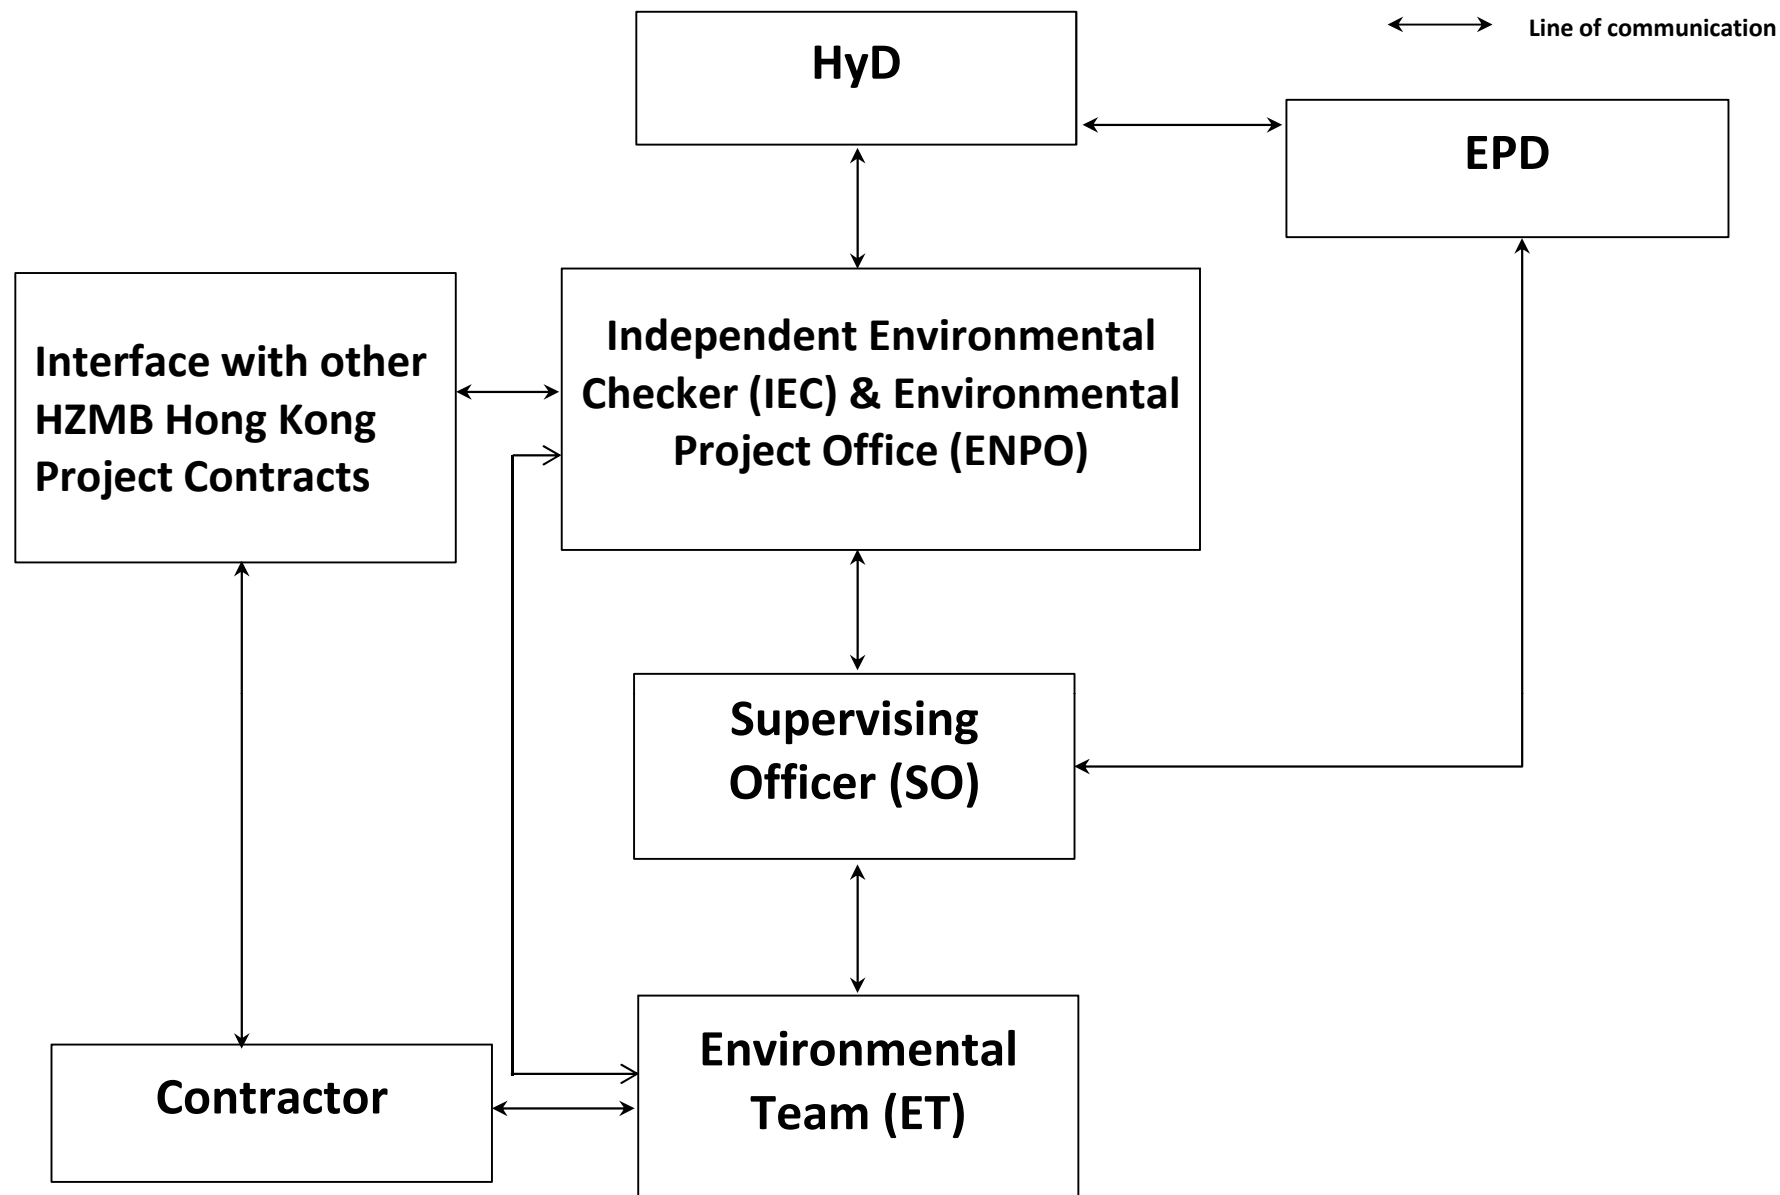 Line of communication
HyD
EPD
Interface with other
HZMB Hong Kong
Project Contracts
Independent Environmental
Checker (IEC) & Environmental
Project Office (ENPO)
Supervising
Officer (SO)
Contractor
Environmental
Team (ET)